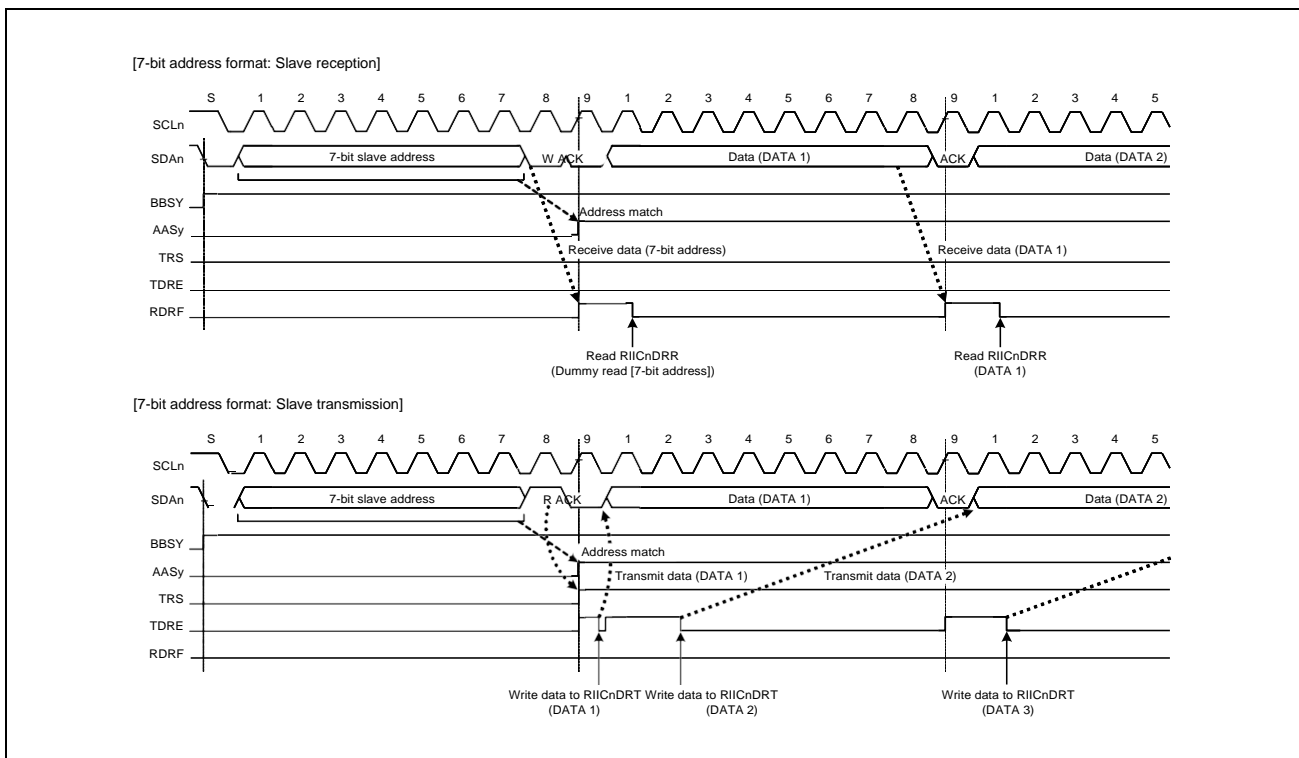 [7-bit address format: Slave reception]
S 1 2 3 4 5 6 7 8 9 1 2 3 4 5 6 7 8 9 1 2 3 4 5
SCLn
SDAn 7-bit slave address W ACK Data (DATA 1) ACK Data (DATA 2)
BBSY
Address match
AASy
Receive data (7-bit address) Receive data (DATA 1)
TRS
TDRE
RDRF
Read RIICnDRR Read RIICnDRR
(Dummy read [7-bit address]) (DATA 1)
[7-bit address format: Slave transmission]
S 1 2 3 4 5 6 7 8 9 1 2 3 4 5 6 7 8 9 1 2 3 4 5
SCLn
SDAn 7-bit slave address R ACK Data (DATA 1) ACK Data (DATA 2)
BBSY
Address match
AASy
Transmit data (DATA 1) Transmit data (DATA 2)
TRS
TDRE
RDRF
Write data to RIICnDRT Write data to RIICnDRT Write data to RIICnDRT
(DATA 1) (DATA 2) (DATA 3)